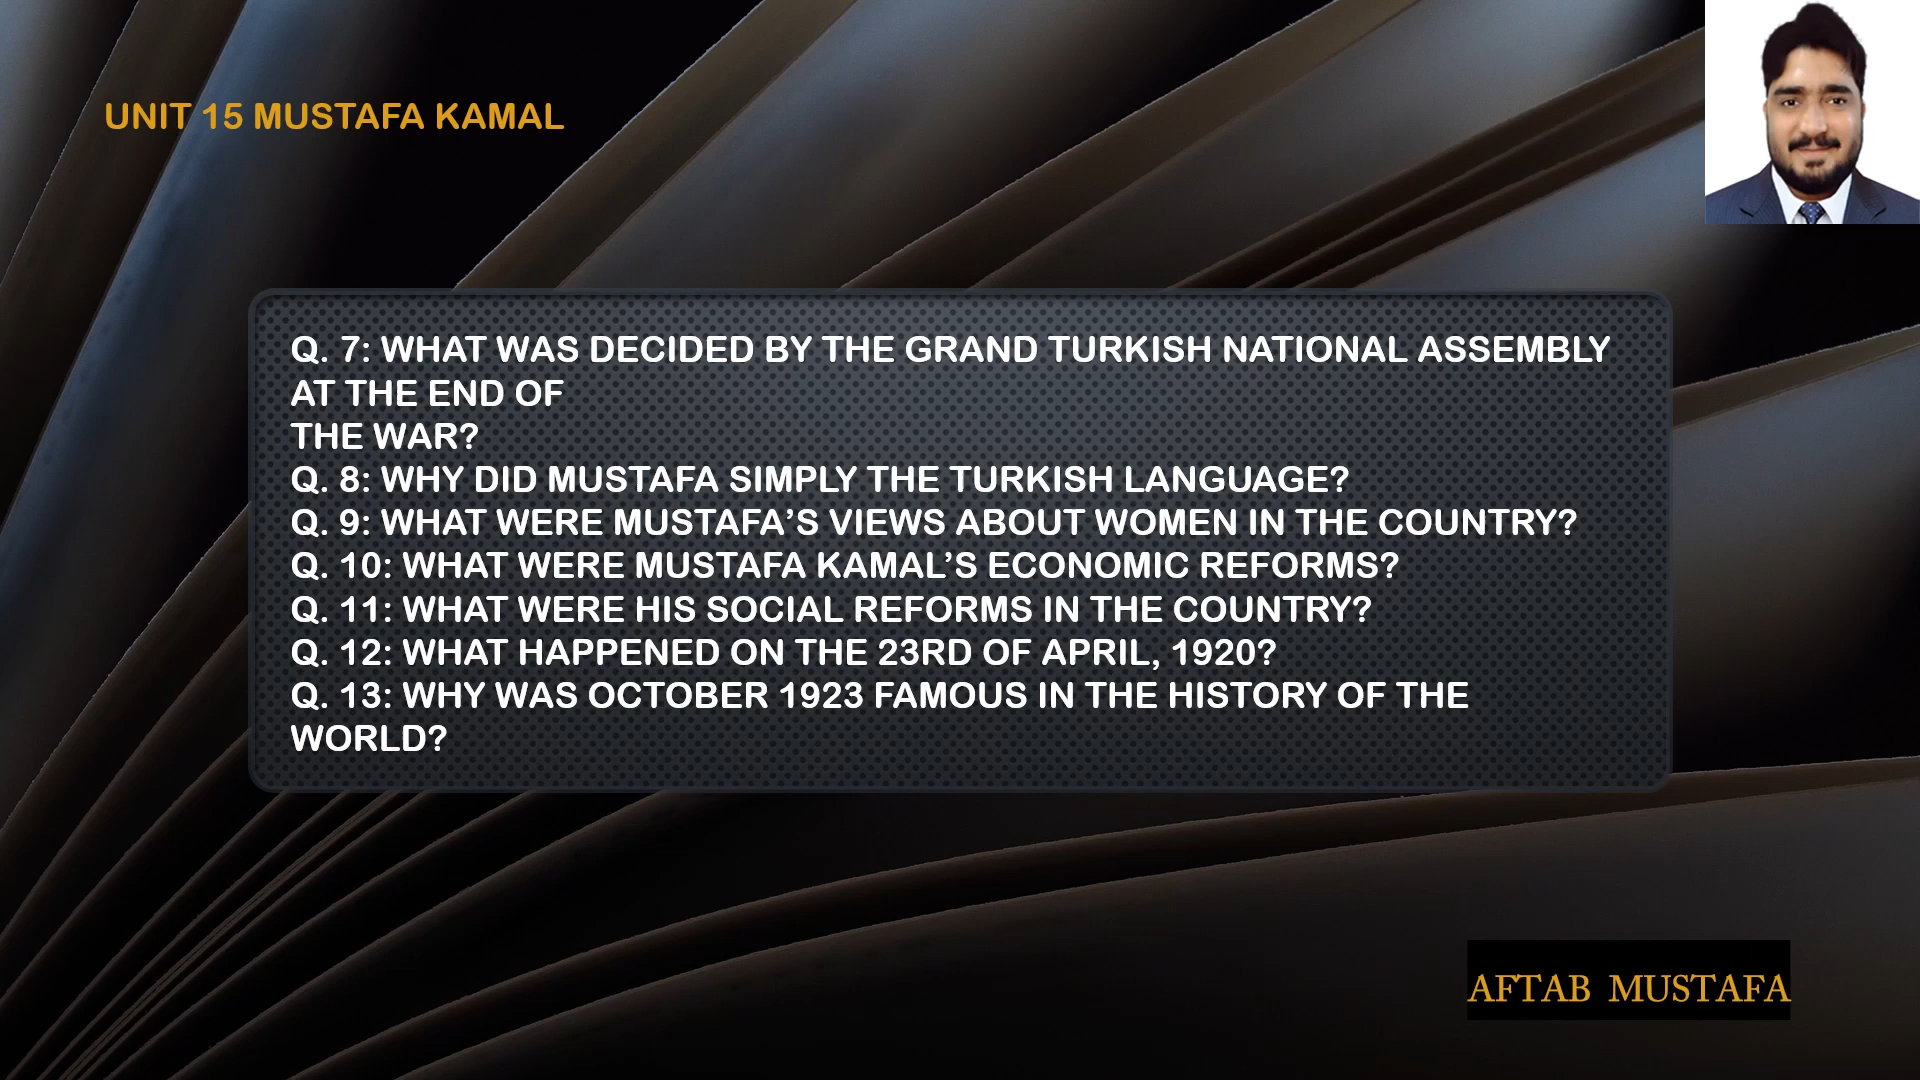 UNIT 15 MUSTAFA KAMAL
Q. 7: WHAT WAS DECIDED BY THE GRAND TURKISH NATIONAL ASSEMBLY
AT THE END OF
THE WAR?
Q. 8: WHY DID MUSTAFA SIMPLY THE TURKISH LANGUAGE?
Q. 9: WHAT WERE MUSTAFA’S VIEWS ABOUT WOMEN IN THE COUNTRY?
Q. 10: WHAT WERE MUSTAFA KAMAL’S ECONOMIC REFORMS?
Q. 11: WHAT WERE HIS SOCIAL REFORMS IN THE COUNTRY?
Q. 12: WHAT HAPPENED ON THE 23RD OF APRIL, 1920?
Q. 13: WHY WAS OCTOBER 1923 FAMOUS IN THE HISTORY OF THE
WORLD?
AFTAB MUSTAFA